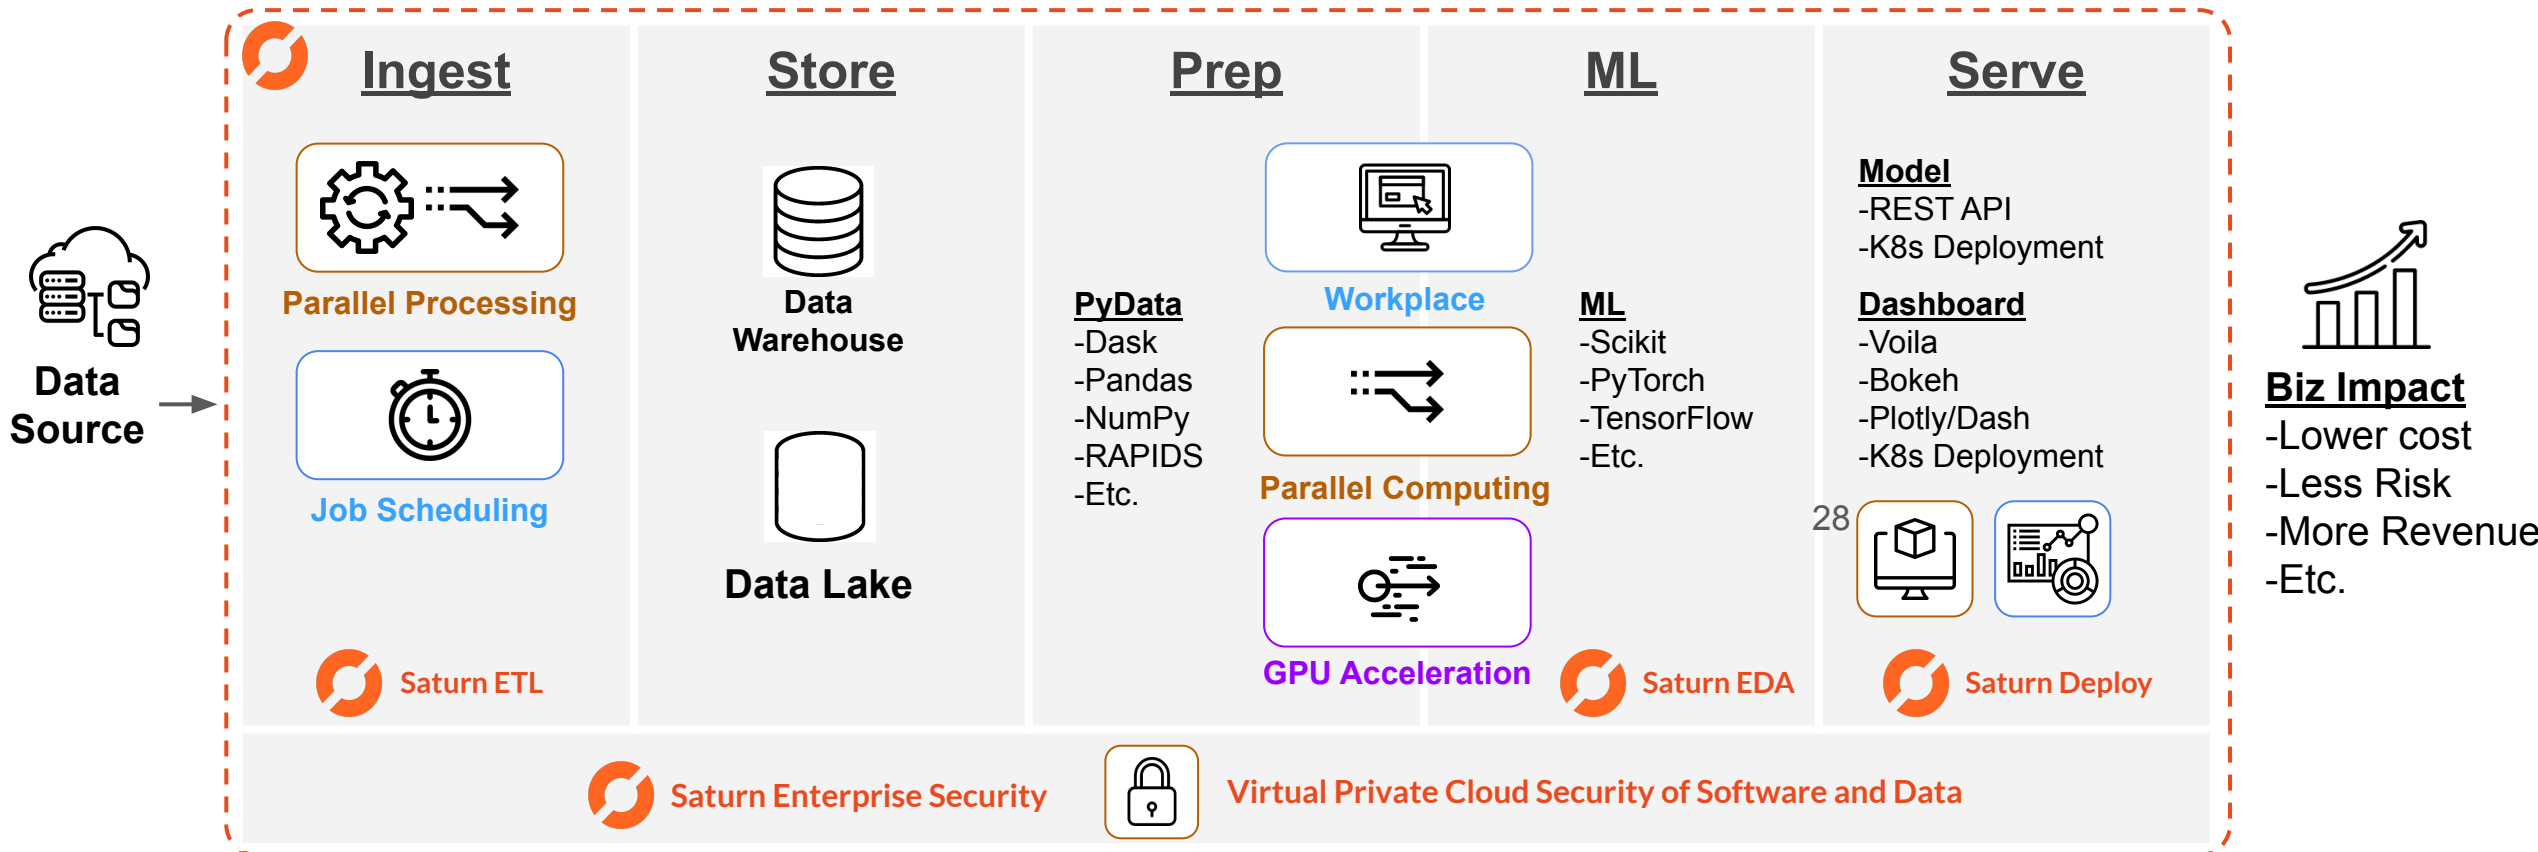 Data
Source
Ingest
Parallel Processing
Job Scheduling
Saturn ETL
Store
Data
Warehouse
Data Lake
Prep
PyData
-Dask
-Pandas
-NumPy
-RAPIDS
-Etc.
Workplace
Parallel Computing
GPU Acceleration
ML
ML
-Scikit
-PyTorch
-TensorFlow
-Etc.
Saturn EDA
Serve
Model
-REST API
-K8s Deployment
Dashboard
-Voila
-Bokeh
-Plotly/Dash
-K8s Deployment
28
Saturn Deploy
Saturn Enterprise Security
Virtual Private Cloud Security of Software and Data
Biz Impact
-Lower cost
-Less Risk
-More Revenue
-Etc.